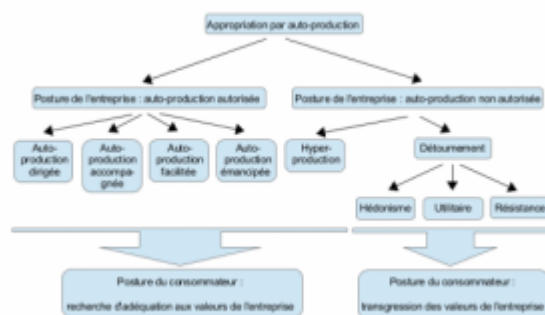 Appropriation par auto-production
Posture de l'entreprise : auto-production autorisée
Posture de l'entreprise : auto-production non autorisée
Auto-
production
dirigée
Auto-
production
accompa-
gnée
Auto-
production
facilitée
Auto-
production
émancipée
Hyper-
production
Détournement
Hédonisme
Utilitaire
Résistance
Posture du consommateur :
recherche d'adéquation aux valeurs de l'entreprise
Posture du consommateur :
transgression des valeurs de l'entreprise